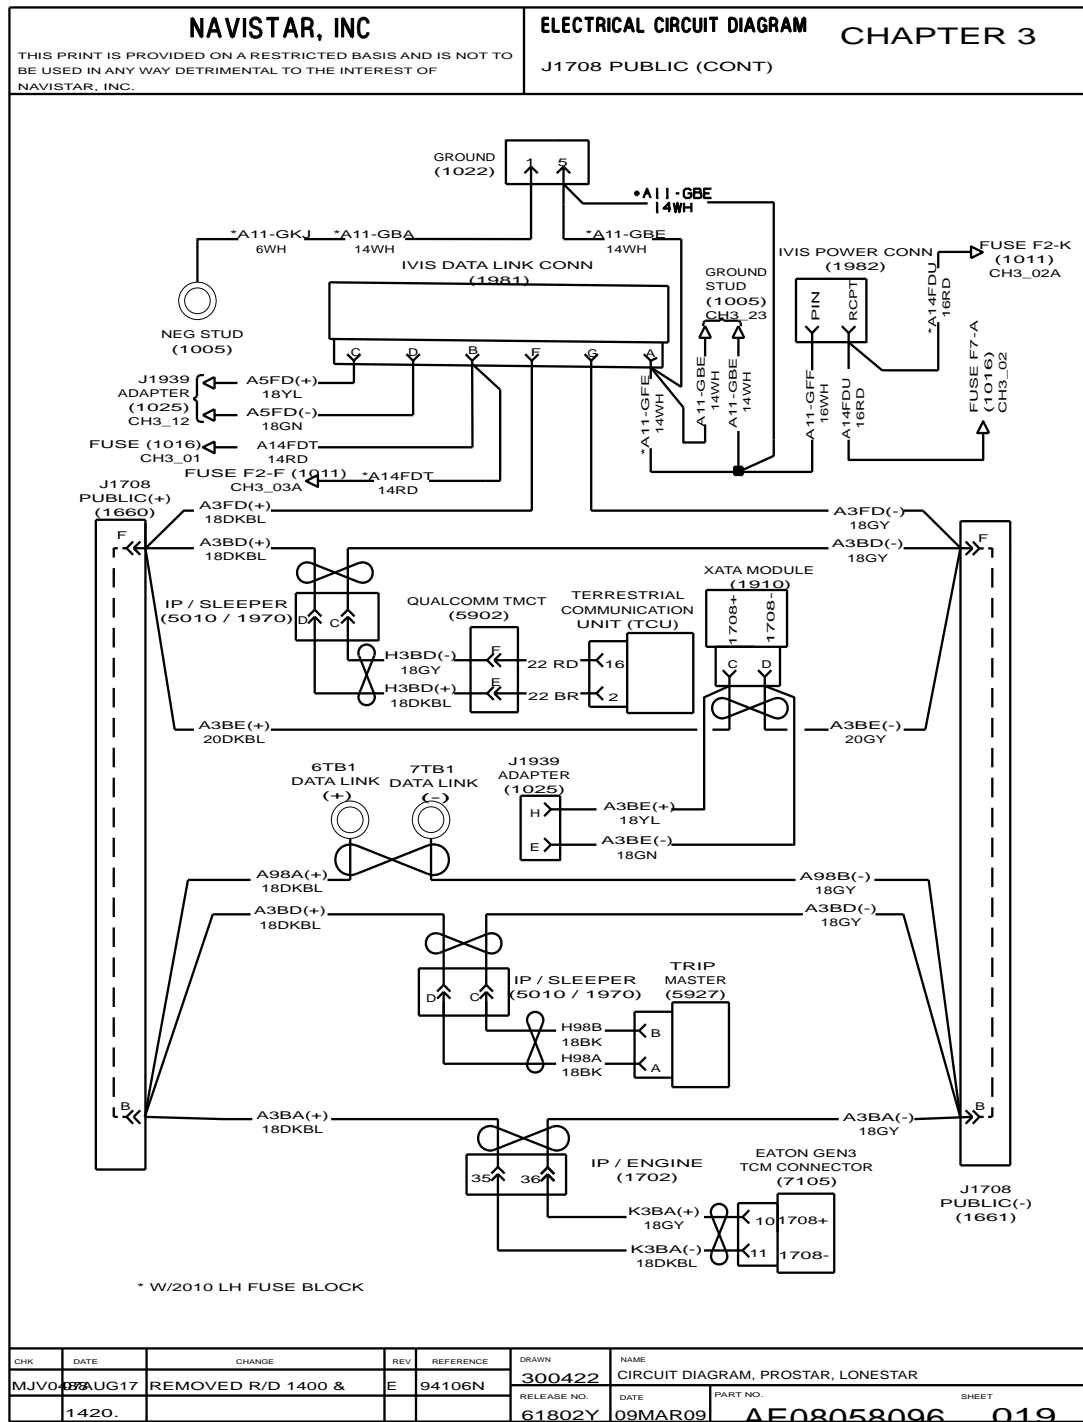 NAVISTAR, INC
THIS PRINT IS PROVIDED ON A RESTRICTED BASIS AND IS NOT TO
BE USED IN ANY WAY DETRIMENTAL TO THE INTEREST OF
NAVISTAR, INC.
ELECTRICAL CIRCUIT DIAGRAM
CHAPTER 3
J1708 PUBLIC (CONT)
GROUND
(1022)
1 5
*A11-GBE
14WH
*A11-GKJ
6WH
*A11-GBA
14WH
*A11-GBE
14WH
IVIS DATA LINK CONN
(1981)
GROUND
STUD
(1005)
CH3_23
IVIS POWER CONN
(1982)
PIN
RCPT
*A14FDU
16RD
FUSE F2-K
(1011)
CH3_02A
FUSE F7-A
(1016)
CH3_02
NEG STUD
(1005)
C D B F G A
J1939
ADAPTER
(1025)
CH3_12
A5FD(+)
18YL
A5FD(-)
18GN
FUSE (1016)
CH3_01
A14FDT
14RD
FUSE F2-F (1011)
CH3_03A
*A14FDT
14RD
*A11-GFE
14WH
A11-GBE
14WH
A11-GBE
14WH
A11-GFF
16WH
A14FDU
16RD
J1708
PUBLIC(+)
(1660)
A3FD(+)
18DKBL
A3FD(-)
18GY
F
A3BD(+)
18DKBL
A3BD(-)
18GY
F
IP / SLEEPER
(5010 / 1970)
D C
QUALCOMM TMCT
(5902)
TERRESTRIAL
COMMUNICATION
UNIT (TCU)
XATA MODULE
(1910)
1708+
1708-
C D
H3BD(-)
18GY
F
22 RD
16
H3BD(+)
18DKBL
E
22 BR
2
A3BE(+)
20DKBL
A3BE(-)
20GY
6TB1
DATA LINK
(+)
7TB1
DATA LINK
(-)
J1939
ADAPTER
(1025)
H
A3BE(+)
18YL
E
A3BE(-)
18GN
A98A(+)
18DKBL
A98B(-)
18GY
A3BD(+)
18DKBL
A3BD(-)
18GY
IP / SLEEPER
(5010 / 1970)
D C
TRIP
MASTER
(5927)
H98B
18BK
B
H98A
18BK
A
B
A3BA(+)
18DKBL
A3BA(-)
18GY
B
35 36
IP / ENGINE
(1702)
EATON GEN3
TCM CONNECTOR
(7105)
J1708
PUBLIC(-)
(1661)
K3BA(+)
18GY
10 1708+
K3BA(-)
18DKBL
11 1708-
* W/2010 LH FUSE BLOCK
CHK DATE CHANGE REV REFERENCE
AUG17 REMOVED R/D 1400 & E 94106N
1420.
DRAWN
300422
NAME
CIRCUIT DIAGRAM, PROSTAR, LONESTAR
RELEASE NO.
61802Y
DATE
09MAR09
PART NO.
AE08058096
SHEET
019